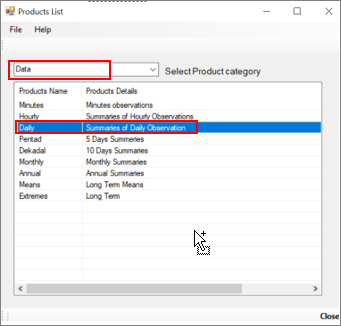 Products List
File Help
Data Select Product category
Products Name Products Details
Minutes Minutes observations
Hourly Summaries of Hourly Observations
Daily Summaries of Daily Observation
Pentad 5 Days Summeries
Dekadal 10 Days Summaries
Monthly Monthly Summaries
Annual Annual Summaries
Means Long Term Means
Extremes Long Term
Close